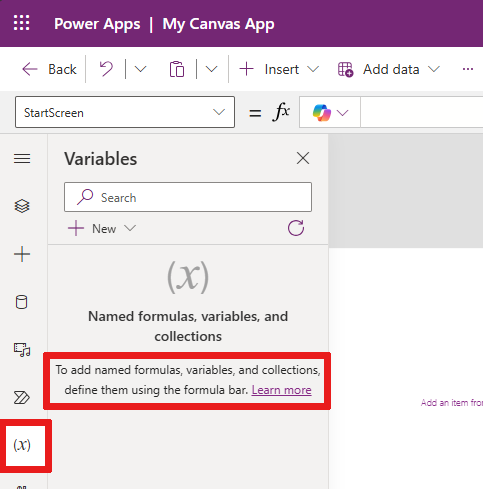 Power Apps | My Canvas App
Back Insert Add data ...
StartScreen = fx
Variables
Search
New
(x)
Named formulas, variables, and
collections
To add named formulas, variables, and collections,
define them using the formula bar. Learn more
Add an item from
(x)